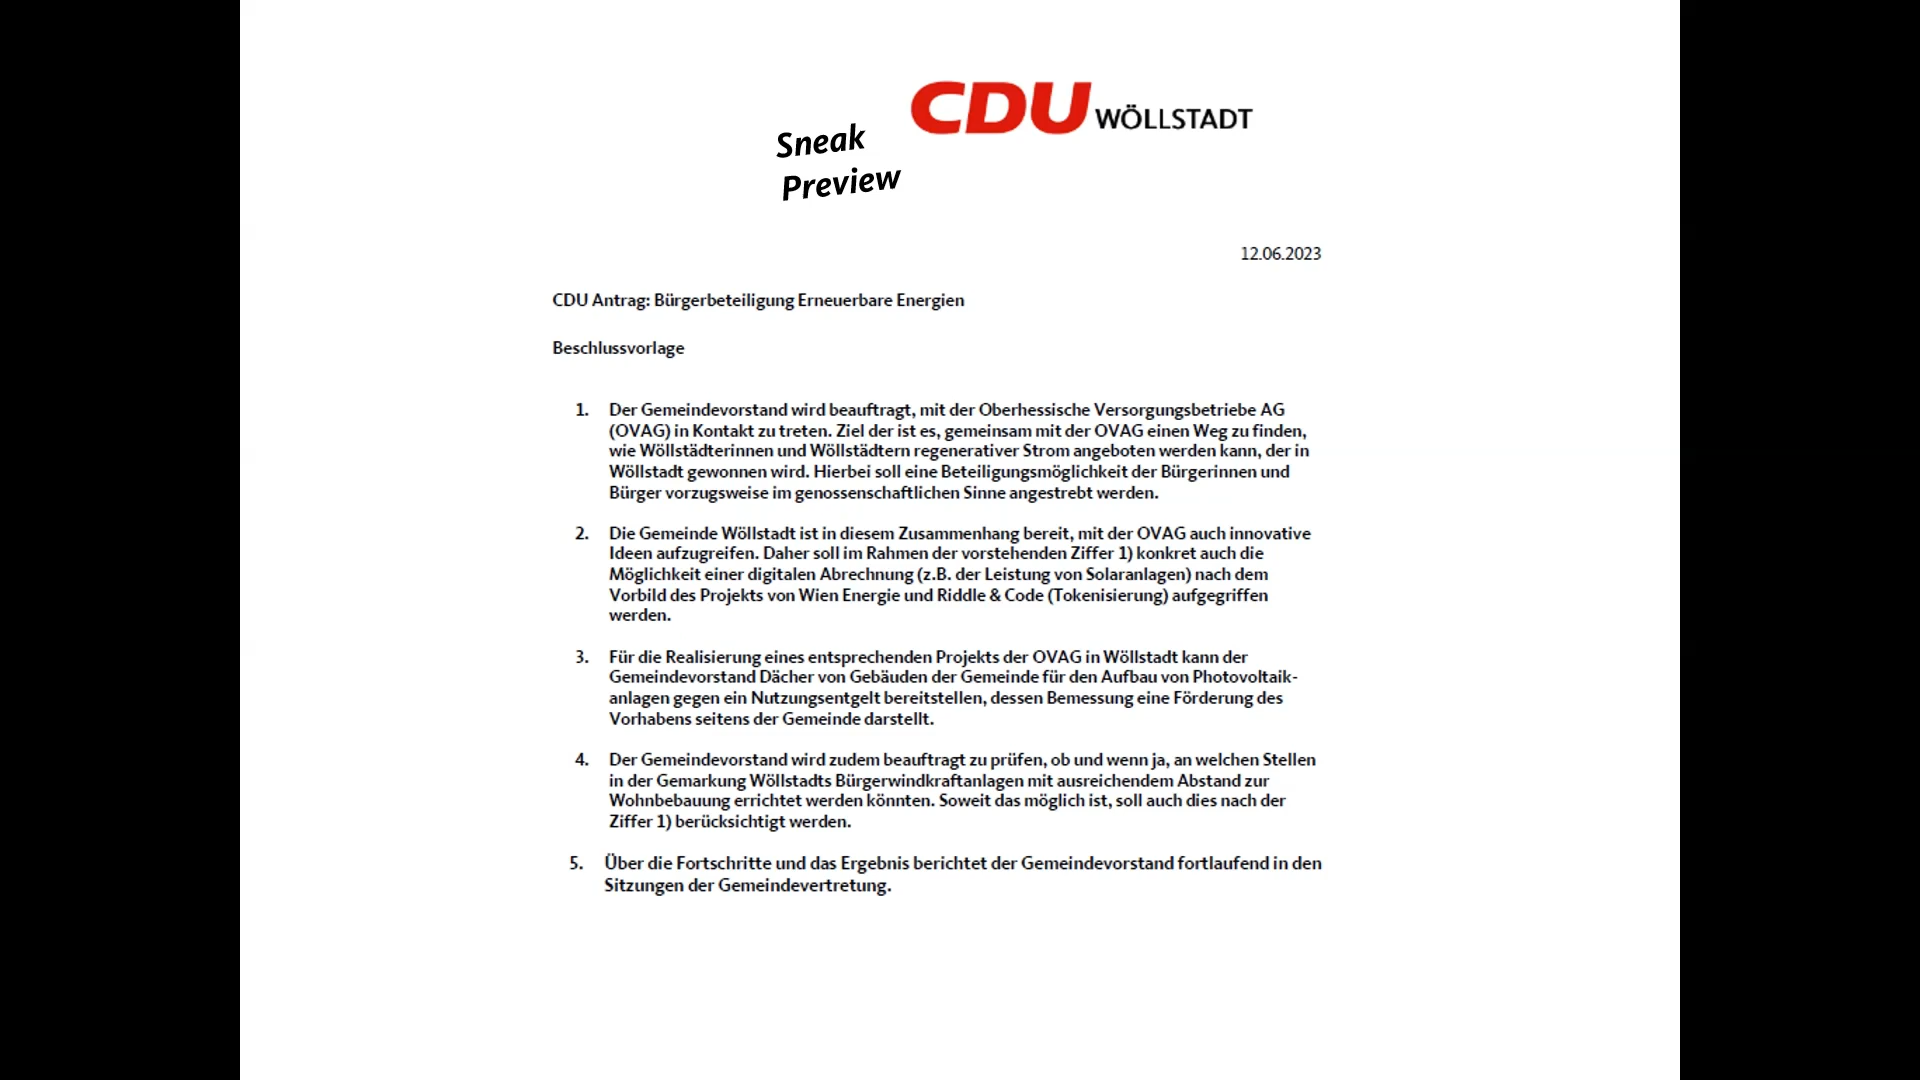 CDU WÖLLSTADT
Sneak
Preview
12.06.2023
CDU Antrag: Bürgerbeteiligung Erneuerbare Energien
Beschlussvorlage
1. Der Gemeindevorstand wird beauftragt, mit der Oberhessische Versorgungsbetriebe AG
(OVAG) in Kontakt zu treten. Ziel der ist es, gemeinsam mit der OVAG einen Weg zu finden,
wie Wöllstädterinnen und Wöllstädtern regenerativer Strom angeboten werden kann, der in
Wöllstadt gewonnen wird. Hierbei soll eine Beteiligungsmöglichkeit der Bürgerinnen und
Bürger vorzugsweise im genossenschaftlichen Sinne angestrebt werden.
2. Die Gemeinde Wöllstadt ist in diesem Zusammenhang bereit, mit der OVAG auch innovative
Ideen aufzugreifen. Daher soll im Rahmen der vorstehenden Ziffer 1) konkret auch die
Möglichkeit einer digitalen Abrechnung (z.B. der Leistung von Solaranlagen) nach dem
Vorbild des Projekts von Wien Energie und Riddle & Code (Tokenisierung) aufgegriffen
werden.
3. Für die Realisierung eines entsprechenden Projekts der OVAG in Wöllstadt kann der
Gemeindevorstand Dächer von Gebäuden der Gemeinde für den Aufbau von Photovoltaik-
anlagen gegen ein Nutzungsentgelt bereitstellen, dessen Bemessung eine Förderung des
Vorhabens seitens der Gemeinde darstellt.
4. Der Gemeindevorstand wird zudem beauftragt zu prüfen, ob und wenn ja, an welchen Stellen
in der Gemarkung Wöllstadts Bürgerwindkraftanlagen mit ausreichendem Abstand zur
Wohnbebauung errichtet werden könnten. Soweit das möglich ist, soll auch dies nach der
Ziffer 1) berücksichtigt werden.
5. Über die Fortschritte und das Ergebnis berichtet der Gemeindevorstand fortlaufend in den
Sitzungen der Gemeindevertretung.